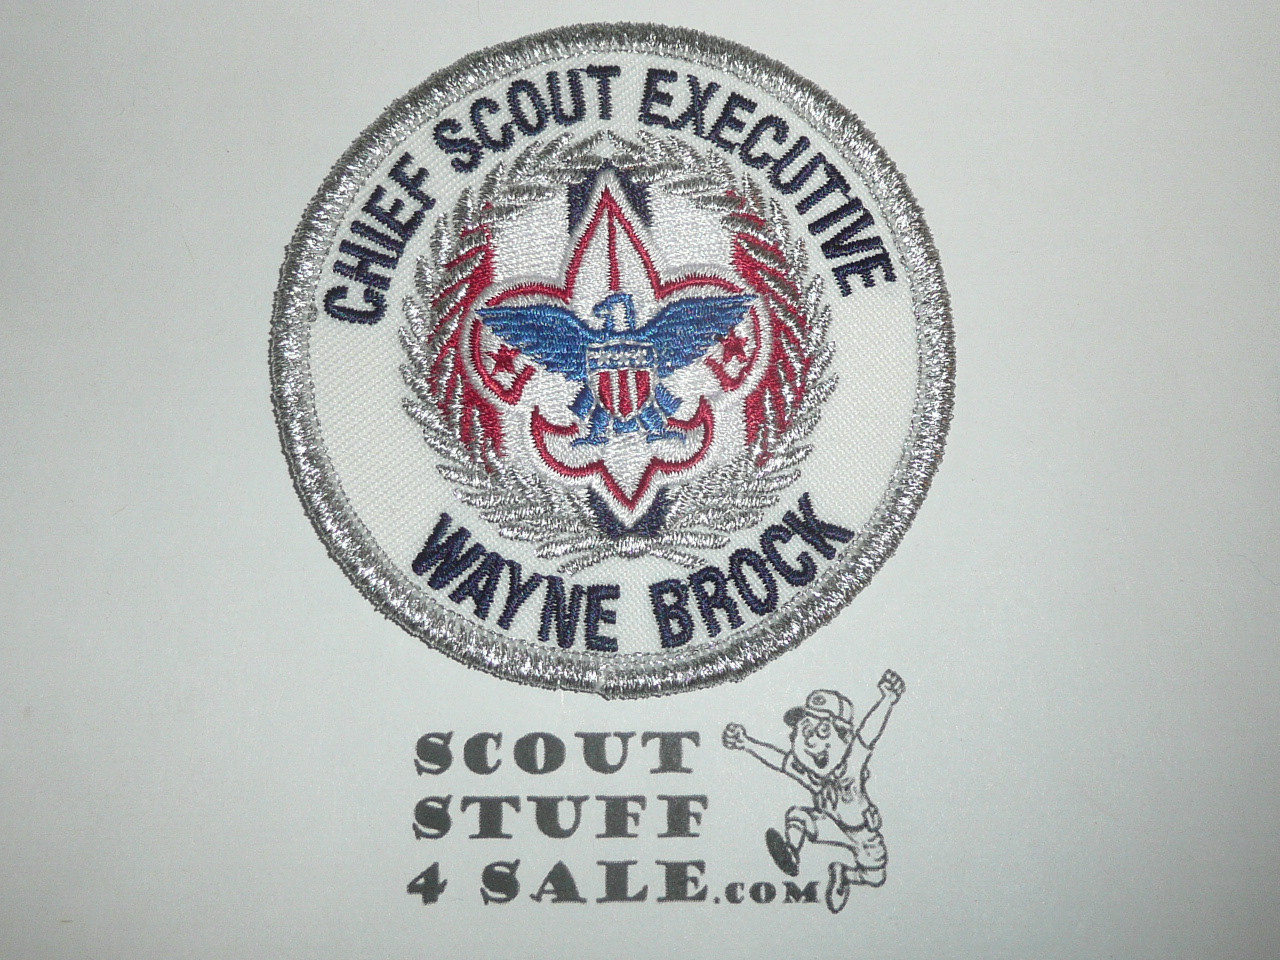 CHIEF SCOUT EXECUTIVE
WAYNE BROCK
SCOUT
STUFF
4 SALE.COM